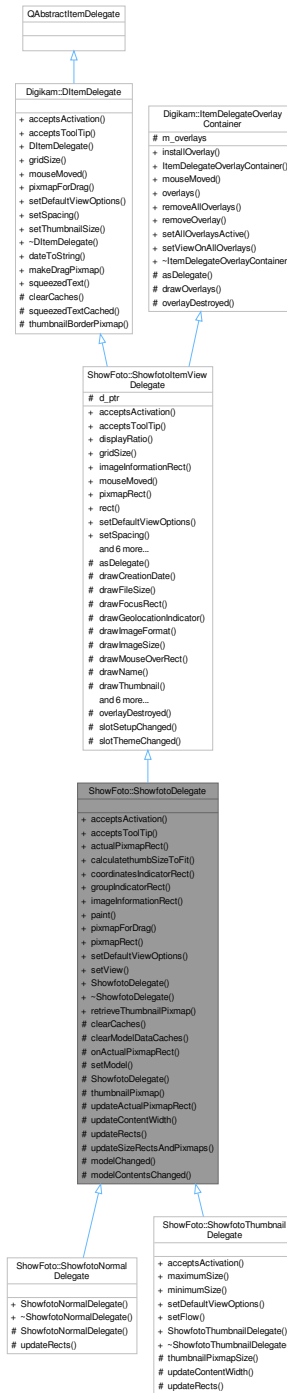 QAbstractItemDelegate
Digikam::DItemDelegate
+ acceptsActivation()
+ acceptsToolTip()
+ DItemDelegate()
+ gridSize()
+ mouseMoved()
+ pixmapForDrag()
+ setDefaultViewOptions()
+ setSpacing()
+ setThumbnailSize()
+ ~DItemDelegate()
+ dateToString()
+ makeDragPixmap()
+ squeezedText()
# clearCaches()
# squeezedTextCached()
# thumbnailBorderPixmap()
Digikam::ItemDelegateOverlay
Container
# m_overlays
+ installOverlay()
+ ItemDelegateOverlayContainer()
+ mouseMoved()
+ overlays()
+ removeAllOverlays()
+ removeOverlay()
+ setAllOverlaysActive()
+ setViewOnAllOverlays()
+ ~ItemDelegateOverlayContainer()
# asDelegate()
# drawOverlays()
# overlayDestroyed()
ShowFoto::ShowfotoItemView
Delegate
# d_ptr
+ acceptsActivation()
+ acceptsToolTip()
+ displayRatio()
+ gridSize()
+ imageInformationRect()
+ mouseMoved()
+ pixmapRect()
+ rect()
+ setDefaultViewOptions()
+ setSpacing()
and 6 more...
# asDelegate()
# drawCreationDate()
# drawFileSize()
# drawFocusRect()
# drawGeolocationIndicator()
# drawImageFormat()
# drawImageSize()
# drawMouseOverRect()
# drawName()
# drawThumbnail()
and 6 more...
# overlayDestroyed()
# slotSetupChanged()
# slotThemeChanged()
ShowFoto::ShowfotoDelegate
+ acceptsActivation()
+ acceptsToolTip()
+ actualPixmapRect()
+ calculatethumbSizeToFit()
+ coordinatesIndicatorRect()
+ groupIndicatorRect()
+ imageInformationRect()
+ paint()
+ pixmapForDrag()
+ pixmapRect()
+ setDefaultViewOptions()
+ setView()
+ ShowfotoDelegate()
+ ~ShowfotoDelegate()
+ retrieveThumbnailPixmap()
# clearCaches()
# clearModelDataCaches()
# onActualPixmapRect()
# setModel()
# ShowfotoDelegate()
# thumbnailPixmap()
# updateActualPixmapRect()
# updateContentWidth()
# updateRects()
# updateSizeRectsAndPixmaps()
# modelChanged()
# modelContentsChanged()
ShowFoto::ShowfotoNormal
Delegate
+ ShowfotoNormalDelegate()
+ ~ShowfotoNormalDelegate()
# ShowfotoNormalDelegate()
# updateRects()
ShowFoto::ShowfotoThumbnail
Delegate
+ acceptsActivation()
+ maximumSize()
+ minimumSize()
+ setDefaultViewOptions()
+ setFlow()
+ ShowfotoThumbnailDelegate()
+ ~ShowfotoThumbnailDelegate()
# thumbnailPixmapSize()
# updateContentWidth()
# updateRects()